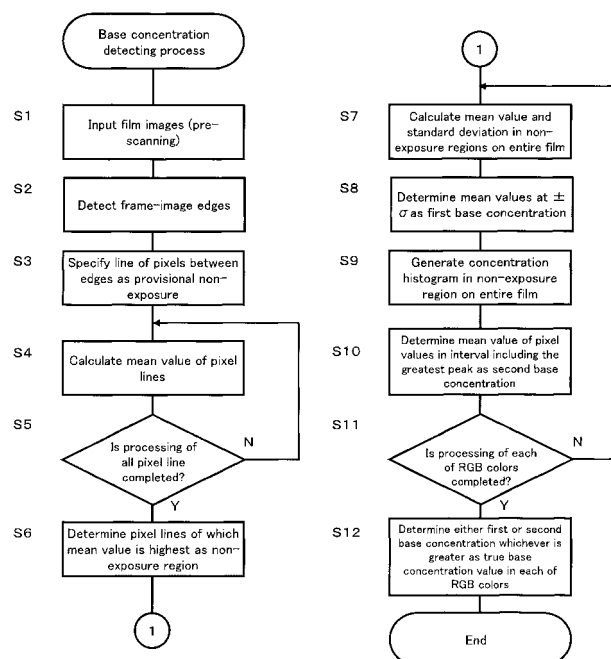 Base concentration
detecting process
S1
Input film images (pre-
scanning)
S2
Detect frame-image edges
S3
Specify line of pixels between
edges as provisional non-
exposure
S4
Calculate mean value of pixel
lines
S5
Is processing of
all pixel line
completed?
N
Y
S6
Determine pixel lines of which
mean value is highest as non-
exposure region
1
1
S7
Calculate mean value and
standard deviation in non-
exposure regions on entire film
S8
Determine mean values at ±
σ as first base concentration
S9
Generate concentration
histogram in non-exposure
region on entire film
S10
Determine mean value of pixel
values in interval including the
greatest peak as second base
concentration
S11
Is processing of each
of RGB colors
completed?
N
Y
S12
Determine either first or second
base concentration whichever is
greater as true base
concentration value in each of
RGB colors
End